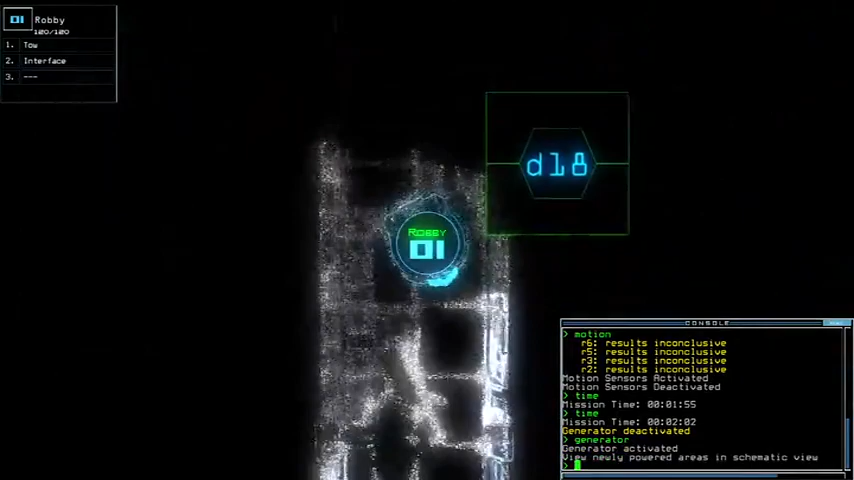 01 Robby
100/100
1. Tow
2. Interface
3. ---
d18
Robby
01
CONSOLE
> motion
r6: results inconclusive
r5: results inconclusive
r3: results inconclusive
r2: results inconclusive
Motion Sensors Activated
Motion Sensors Deactivated
> time
Mission Time: 00:01:55
> time
Mission Time: 00:02:02
Generator deactivated
> generator
Generator activated
View newly powered areas in schematic view
>